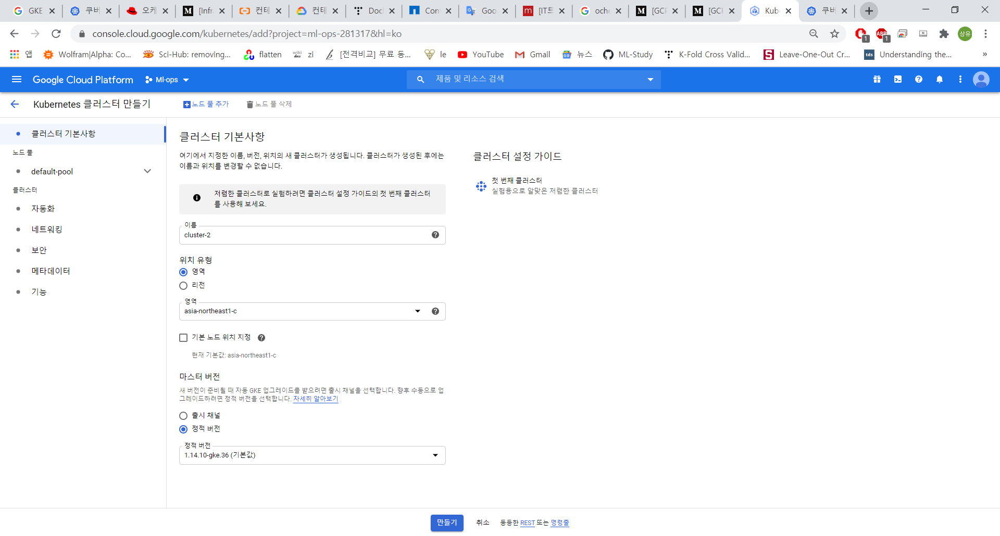 GKE
쿠버
오케
[Infr
컨테
컨테
Doc
Con
Goo
[IT트
oche
[GCP
[GCP
Kub
쿠버
console.cloud.google.com/kubernetes/add?project=ml-ops-281317&hl=ko
1
ABP
1
상유
앱
Wolfram|Alpha: Co...
Sci-Hub: removing...
flatten
wiki docs
zi
[전격비교] 무료 동...
le
YouTube
Gmail
뉴스
ML-Study
K-Fold Cross Valid...
Leave-One-Out Cr...
tds
Understanding the...
»
Google Cloud Platform
Ml-ops
제품 및 리소스 검색
Kubernetes 클러스터 만들기
노드 풀 추가
노드 풀 삭제
클러스터 기본사항
노드 풀
default-pool
클러스터
자동화
네트워킹
보안
메타데이터
기능
클러스터 기본사항
여기에서 지정한 이름, 버전, 위치의 새 클러스터가 생성됩니다. 클러스터가 생성된 후에는
이름과 위치를 변경할 수 없습니다.
저렴한 클러스터로 실험하려면 클러스터 설정 가이드의 첫 번째 클러스터
를 사용해 보세요.
이름
cluster-2
위치 유형
영역
리전
영역
asia-northeast1-c
기본 노드 위치 지정
현재 기본값: asia-northeast1-c
마스터 버전
새 버전이 준비될 때 자동 GKE 업그레이드를 받으려면 출시 채널을 선택합니다. 향후 수동으로 업
그레이드하려면 정적 버전을 선택합니다. 자세히 알아보기
출시 채널
정적 버전
정적 버전
1.14.10-gke.36 (기본값)
클러스터 설정 가이드
첫 번째 클러스터
실험용으로 알맞은 저렴한 클러스터
만들기
취소
동등한 REST 또는 명령줄